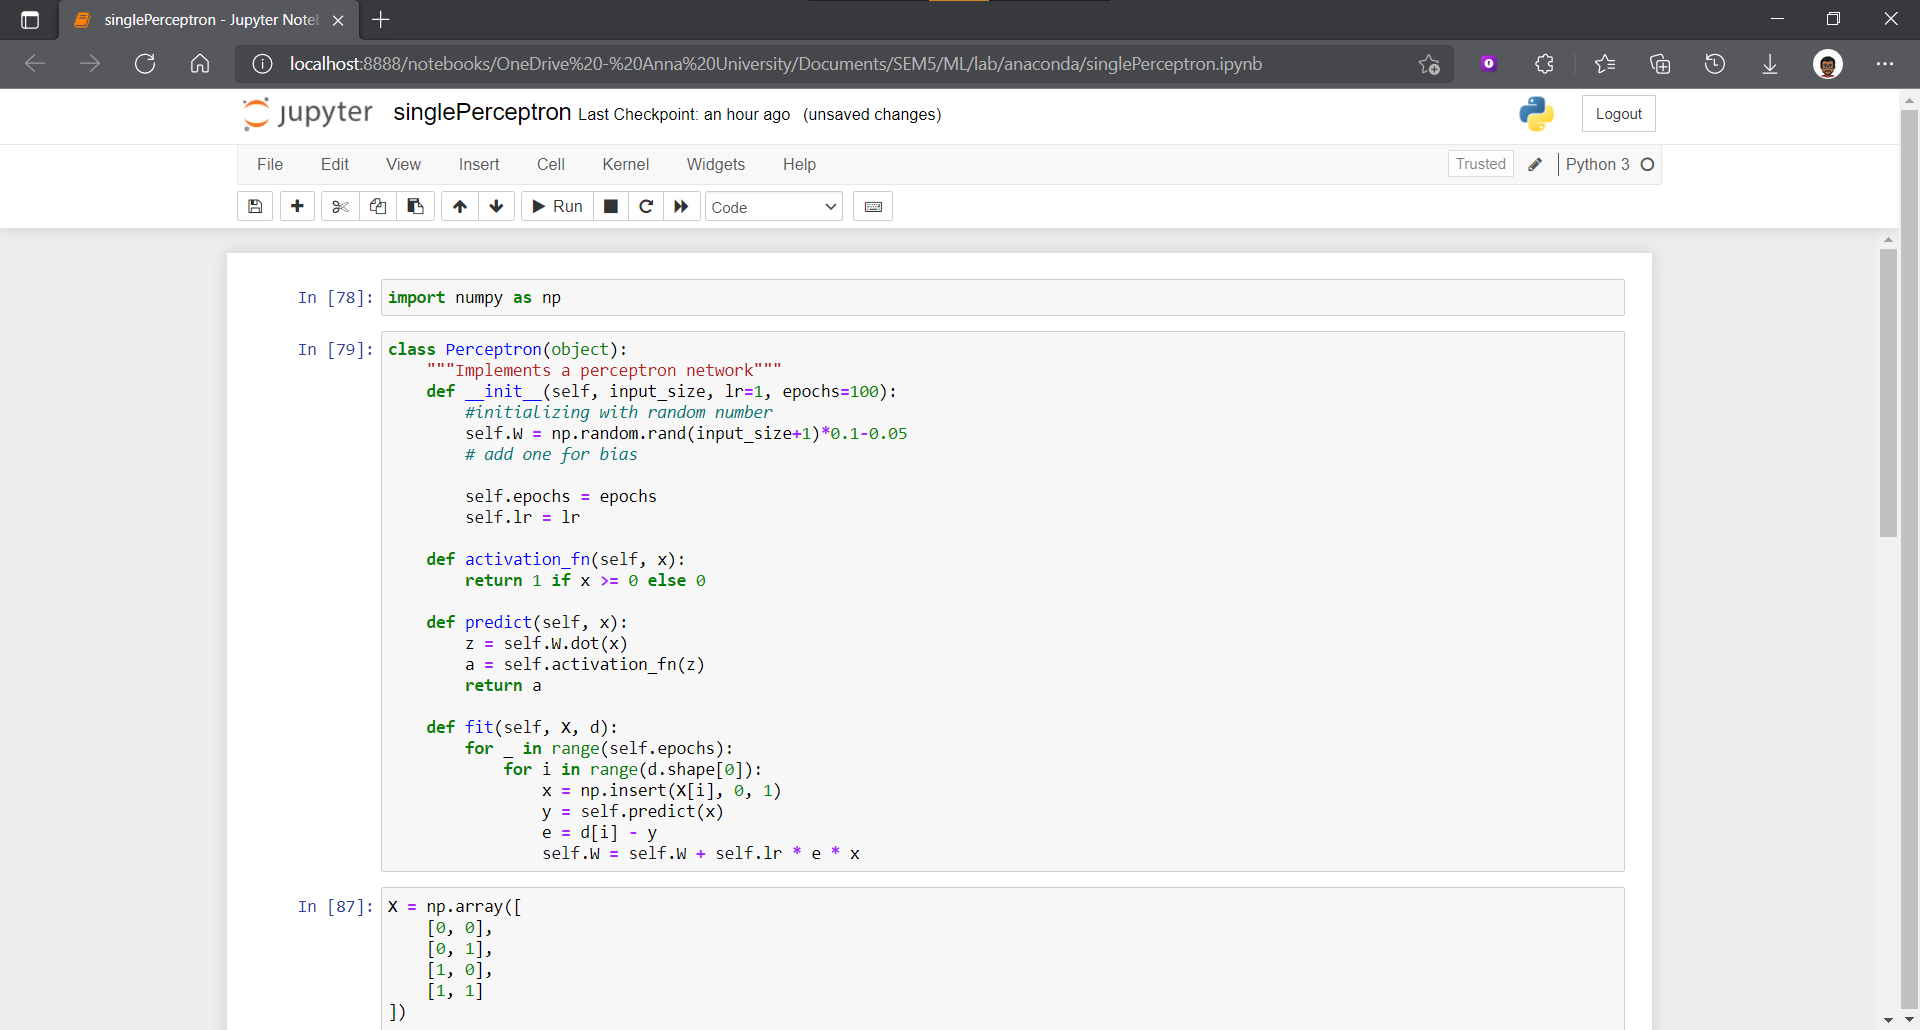 singlePerceptron - Jupyter Note
localhost:8888/notebooks/OneDrive%20-%20Anna%20University/Documents/SEM5/ML/lab/anaconda/singlePerceptron.ipynb
jupyter singlePerceptron Last Checkpoint: an hour ago (unsaved changes)
Logout
File Edit View Insert Cell Kernel Widgets Help
Trusted Python 3
Run Code
In [78]: import numpy as np
In [79]: class Perceptron(object):
    """Implements a perceptron network"""
    def __init__(self, input_size, lr=1, epochs=100):
        #initializing with random number
        self.W = np.random.rand(input_size+1)*0.1-0.05
        # add one for bias
        self.epochs = epochs
        self.lr = lr
    def activation_fn(self, x):
        return 1 if x >= 0 else 0
    def predict(self, x):
        z = self.W.dot(x)
        a = self.activation_fn(z)
        return a
    def fit(self, X, d):
        for _ in range(self.epochs):
            for i in range(d.shape[0]):
                x = np.insert(X[i], 0, 1)
                y = self.predict(x)
                e = d[i] - y
                self.W = self.W + self.lr * e * x
In [87]: X = np.array([
    [0, 0],
    [0, 1],
    [1, 0],
    [1, 1]
])